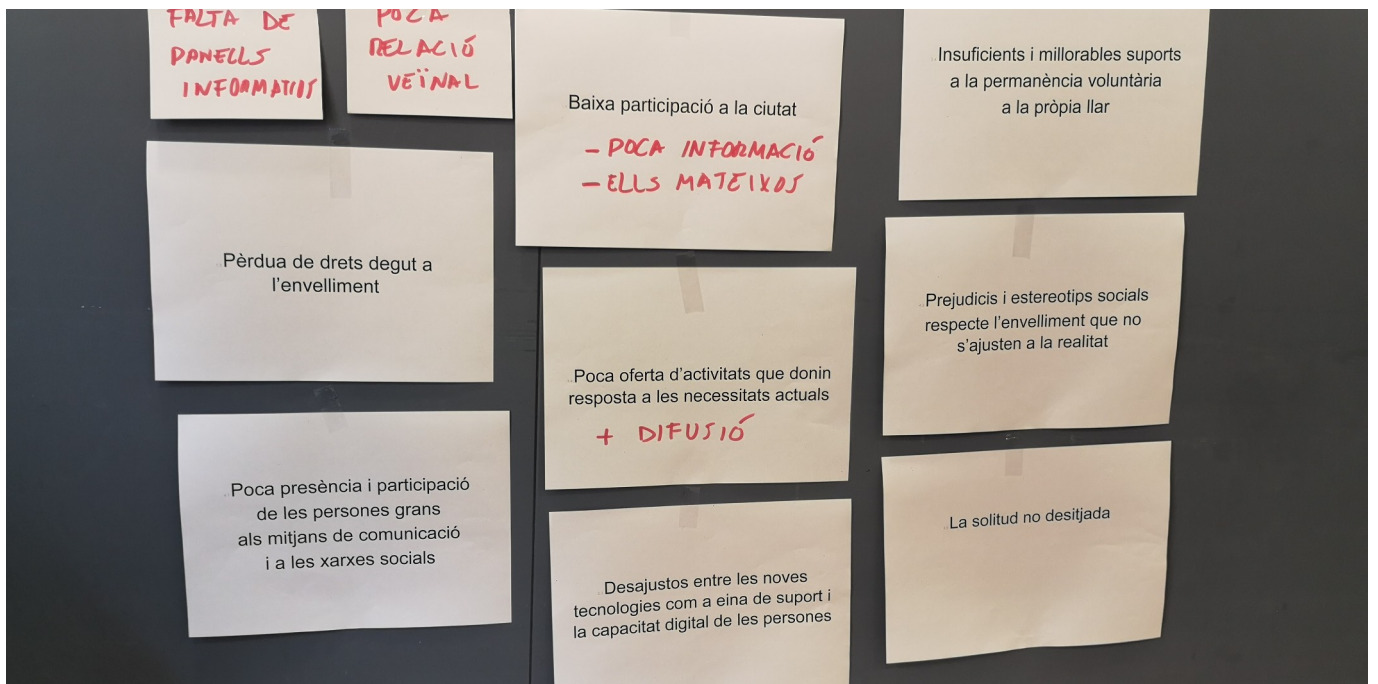 FALTA DE
PANELLS
INFORMATIUS
POCA
RELACIÓ
VEÏNAL
Baixa participació a la ciutat
- POCA INFORMACIÓ
- ELLS MATEIXOS
Insuficients i millorables suports
a la permanència voluntària
a la pròpia llar
Pèrdua de drets degut a
l'envelliment
Poca oferta d'activitats que donin
resposta a les necessitats actuals
+ DIFUSIÓ
Prejudicis i estereotips socials
respecte l'envelliment que no
s'ajusten a la realitat
Poca presència i participació
de les persones grans
als mitjans de comunicació
i a les xarxes socials
Desajustos entre les noves
tecnologies com a eina de suport i
la capacitat digital de les persones
La solitud no desitjada